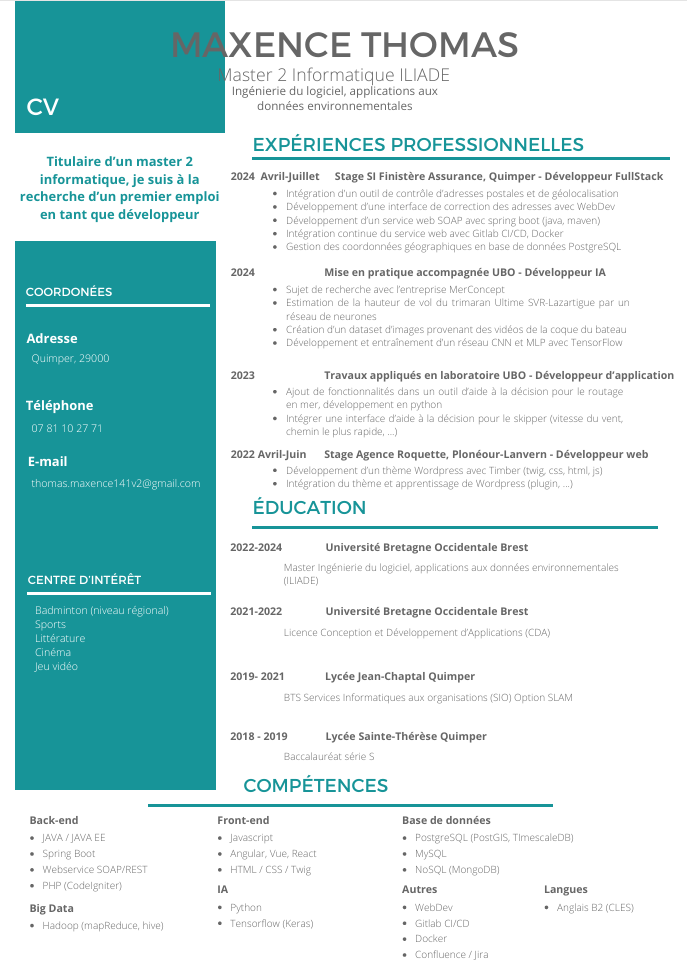 MAXENCE THOMAS
Master 2 Informatique ILIADE
Ingénierie du logiciel, applications aux
données environnementales
CV
Titulaire d'un master 2
informatique, je suis à la
recherche d'un premier emploi
en tant que développeur
COORDONÉES
Adresse
Quimper, 29000
Téléphone
07 81 10 27 71
E-mail
thomas.maxence141v2@gmail.com
CENTRE D'INTÉRÊT
Badminton (niveau régional)
Sports
Littérature
Cinéma
Jeu vidéo
EXPÉRIENCES PROFESSIONNELLES
2024 Avril-Juillet Stage SI Finistère Assurance, Quimper - Développeur FullStack
• Intégration d'un outil de contrôle d'adresses postales et de géolocalisation
• Développement d'une interface de correction des adresses avec WebDev
• Développement d'un service web SOAP avec spring boot (java, maven)
• Intégration continue du service web avec Gitlab CI/CD, Docker
• Gestion des coordonnées géographiques en base de données PostgreSQL
2024 Mise en pratique accompagnée UBO - Développeur IA
• Sujet de recherche avec l'entreprise MerConcept
• Estimation de la hauteur de vol du trimaran Ultime SVR-Lazartigue par un
réseau de neurones
• Création d'un dataset d'images provenant des vidéos de la coque du bateau
• Développement et entraînement d'un réseau CNN et MLP avec TensorFlow
2023 Travaux appliqués en laboratoire UBO - Développeur d'application
• Ajout de fonctionnalités dans un outil d'aide à la décision pour le routage
en mer, développement en python
• Intégrer une interface d'aide à la décision pour le skipper (vitesse du vent,
chemin le plus rapide, ...)
2022 Avril-Juin Stage Agence Roquette, Plonéour-Lanvern - Développeur web
• Développement d'un thème Wordpress avec Timber (twig, css, html, js)
• Intégration du thème et apprentissage de Wordpress (plugin, ...)
ÉDUCATION
2022-2024 Université Bretagne Occidentale Brest
Master Ingénierie du logiciel, applications aux données environnementales
(ILIADE)
2021-2022 Université Bretagne Occidentale Brest
Licence Conception et Développement d'Applications (CDA)
2019- 2021 Lycée Jean-Chaptal Quimper
BTS Services Informatiques aux organisations (SIO) Option SLAM
2018 - 2019 Lycée Sainte-Thérèse Quimper
Baccalauréat série S
COMPÉTENCES
Back-end
• JAVA / JAVA EE
• Spring Boot
• Webservice SOAP/REST
• PHP (CodeIgniter)
Big Data
• Hadoop (mapReduce, hive)
Front-end
• Javascript
• Angular, Vue, React
• HTML / CSS / Twig
IA
• Python
• Tensorflow (Keras)
Base de données
• PostgreSQL (PostGIS, TImescaleDB)
• MySQL
• NoSQL (MongoDB)
Autres
• WebDev
• Gitlab CI/CD
• Docker
• Confluence / Jira
Langues
• Anglais B2 (CLES)